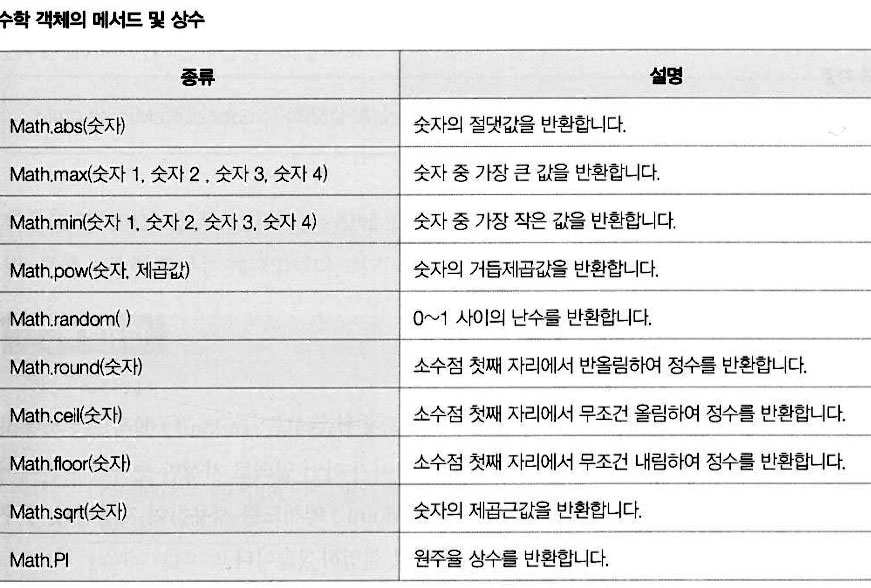 수학 객체의 메서드 및 상수
종류 설명
Math.abs(숫자) 숫자의 절댓값을 반환합니다.
Math.max(숫자 1, 숫자 2 , 숫자 3, 숫자 4) 숫자 중 가장 큰 값을 반환합니다.
Math.min(숫자 1, 숫자 2, 숫자 3, 숫자 4) 숫자 중 가장 작은 값을 반환합니다.
Math.pow(숫자, 제곱값) 숫자의 거듭제곱값을 반환합니다.
Math.random( ) 0~1 사이의 난수를 반환합니다.
Math.round(숫자) 소수점 첫째 자리에서 반올림하여 정수를 반환합니다.
Math.ceil(숫자) 소수점 첫째 자리에서 무조건 올림하여 정수를 반환합니다.
Math.floor(숫자) 소수점 첫째 자리에서 무조건 내림하여 정수를 반환합니다.
Math.sqrt(숫자) 숫자의 제곱근값을 반환합니다.
Math.PI 원주율 상수를 반환합니다.